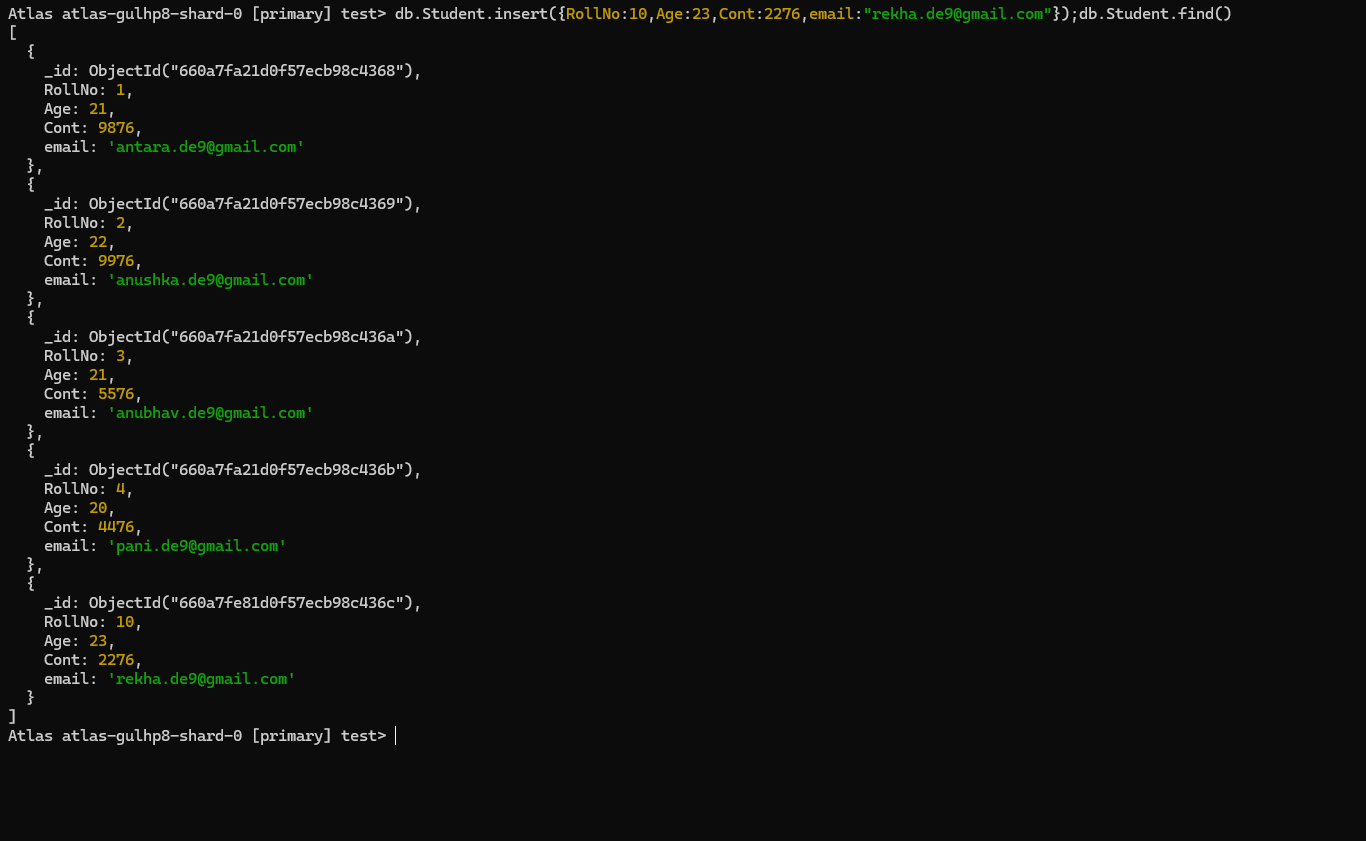 Atlas atlas-gulhp8-shard-0 [primary] test> db.Student.insert({RollNo:10,Age:23,Cont:2276,email:"rekha.de9@gmail.com"});db.Student.find()
[
  {
    _id: ObjectId("660a7fa21d0f57ecb98c4368"),
    RollNo: 1,
    Age: 21,
    Cont: 9876,
    email: 'antara.de9@gmail.com'
  },
  {
    _id: ObjectId("660a7fa21d0f57ecb98c4369"),
    RollNo: 2,
    Age: 22,
    Cont: 9976,
    email: 'anushka.de9@gmail.com'
  },
  {
    _id: ObjectId("660a7fa21d0f57ecb98c436a"),
    RollNo: 3,
    Age: 21,
    Cont: 5576,
    email: 'anubhav.de9@gmail.com'
  },
  {
    _id: ObjectId("660a7fa21d0f57ecb98c436b"),
    RollNo: 4,
    Age: 20,
    Cont: 4476,
    email: 'pani.de9@gmail.com'
  },
  {
    _id: ObjectId("660a7fe81d0f57ecb98c436c"),
    RollNo: 10,
    Age: 23,
    Cont: 2276,
    email: 'rekha.de9@gmail.com'
  }
]
Atlas atlas-gulhp8-shard-0 [primary] test>